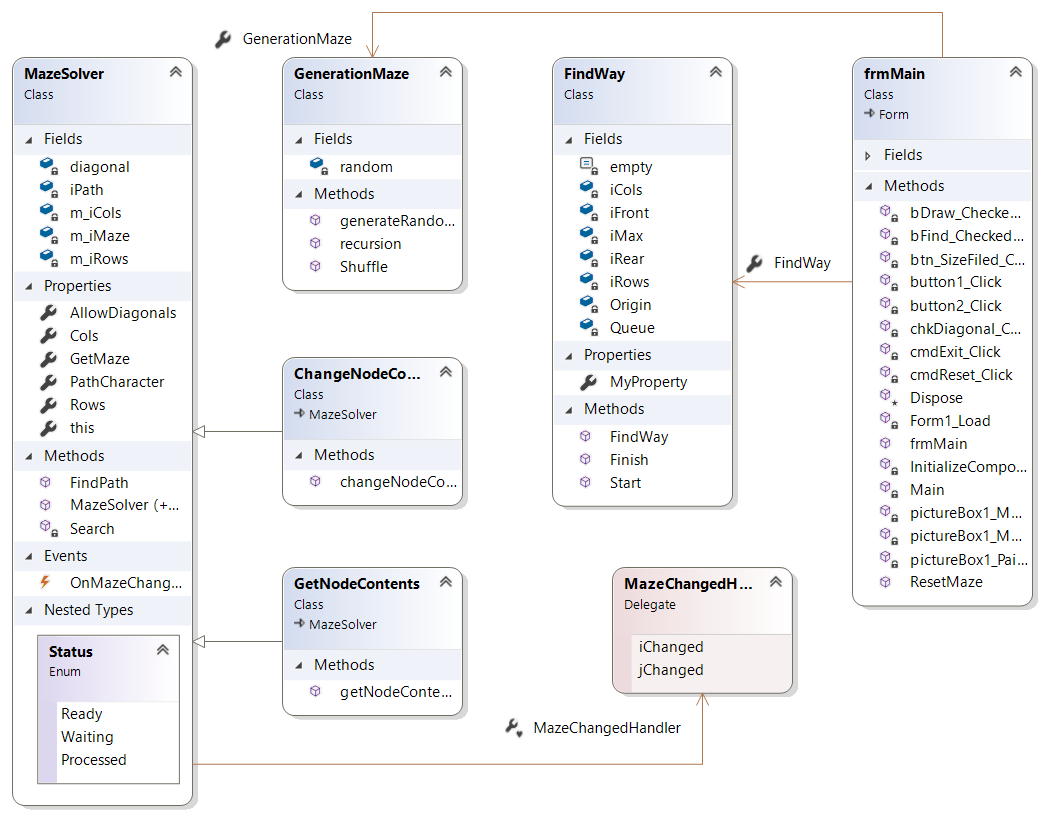 GenerationMaze
MazeSolver
Class
Fields
diagonal
iPath
m_iCols
m_iMaze
m_iRows
Properties
AllowDiagonals
Cols
GetMaze
PathCharacter
Rows
this
Methods
FindPath
MazeSolver (+...
Search
Events
OnMazeChang...
Nested Types
Status
Enum
Ready
Waiting
Processed
GenerationMaze
Class
Fields
random
Methods
generateRando...
recursion
Shuffle
ChangeNodeCo...
Class
MazeSolver
Methods
changeNodeCo...
GetNodeContents
Class
MazeSolver
Methods
getNodeConte...
FindWay
Class
Fields
empty
iCols
iFront
iMax
iRear
iRows
Origin
Queue
Properties
MyProperty
Methods
FindWay
Finish
Start
MazeChangedH...
Delegate
iChanged
jChanged
MazeChangedHandler
FindWay
frmMain
Class
Form
Fields
Methods
bDraw_Checke...
bFind_Checked...
btn_SizeFiled_C...
button1_Click
button2_Click
chkDiagonal_C...
cmdExit_Click
cmdReset_Click
Dispose
Form1_Load
frmMain
InitializeCompo...
Main
pictureBox1_M...
pictureBox1_M...
pictureBox1_Pai...
ResetMaze